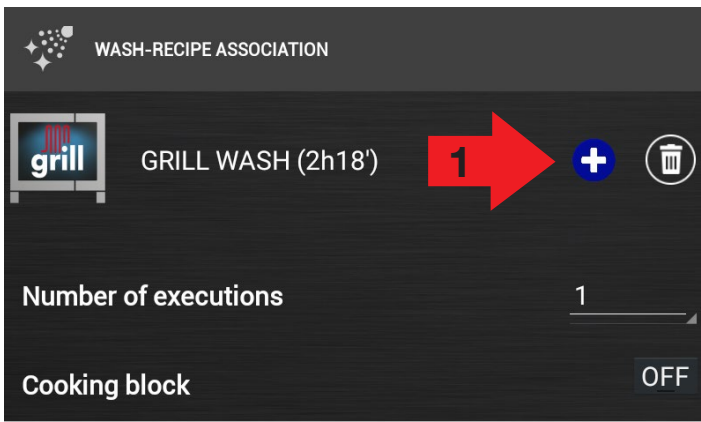 WASH-RECIPE ASSOCIATION
grill
GRILL WASH (2h18')
1
Number of executions
1
Cooking block
OFF